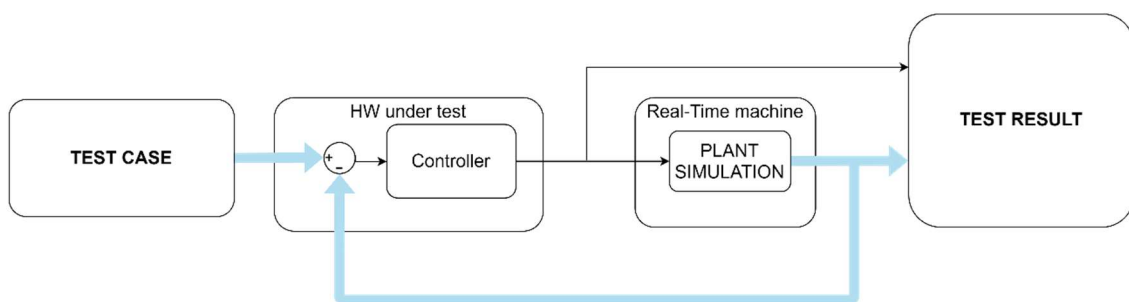 HW under test
Real-Time machine
TEST CASE
+
-
Controller
PLANT
SIMULATION
TEST RESULT